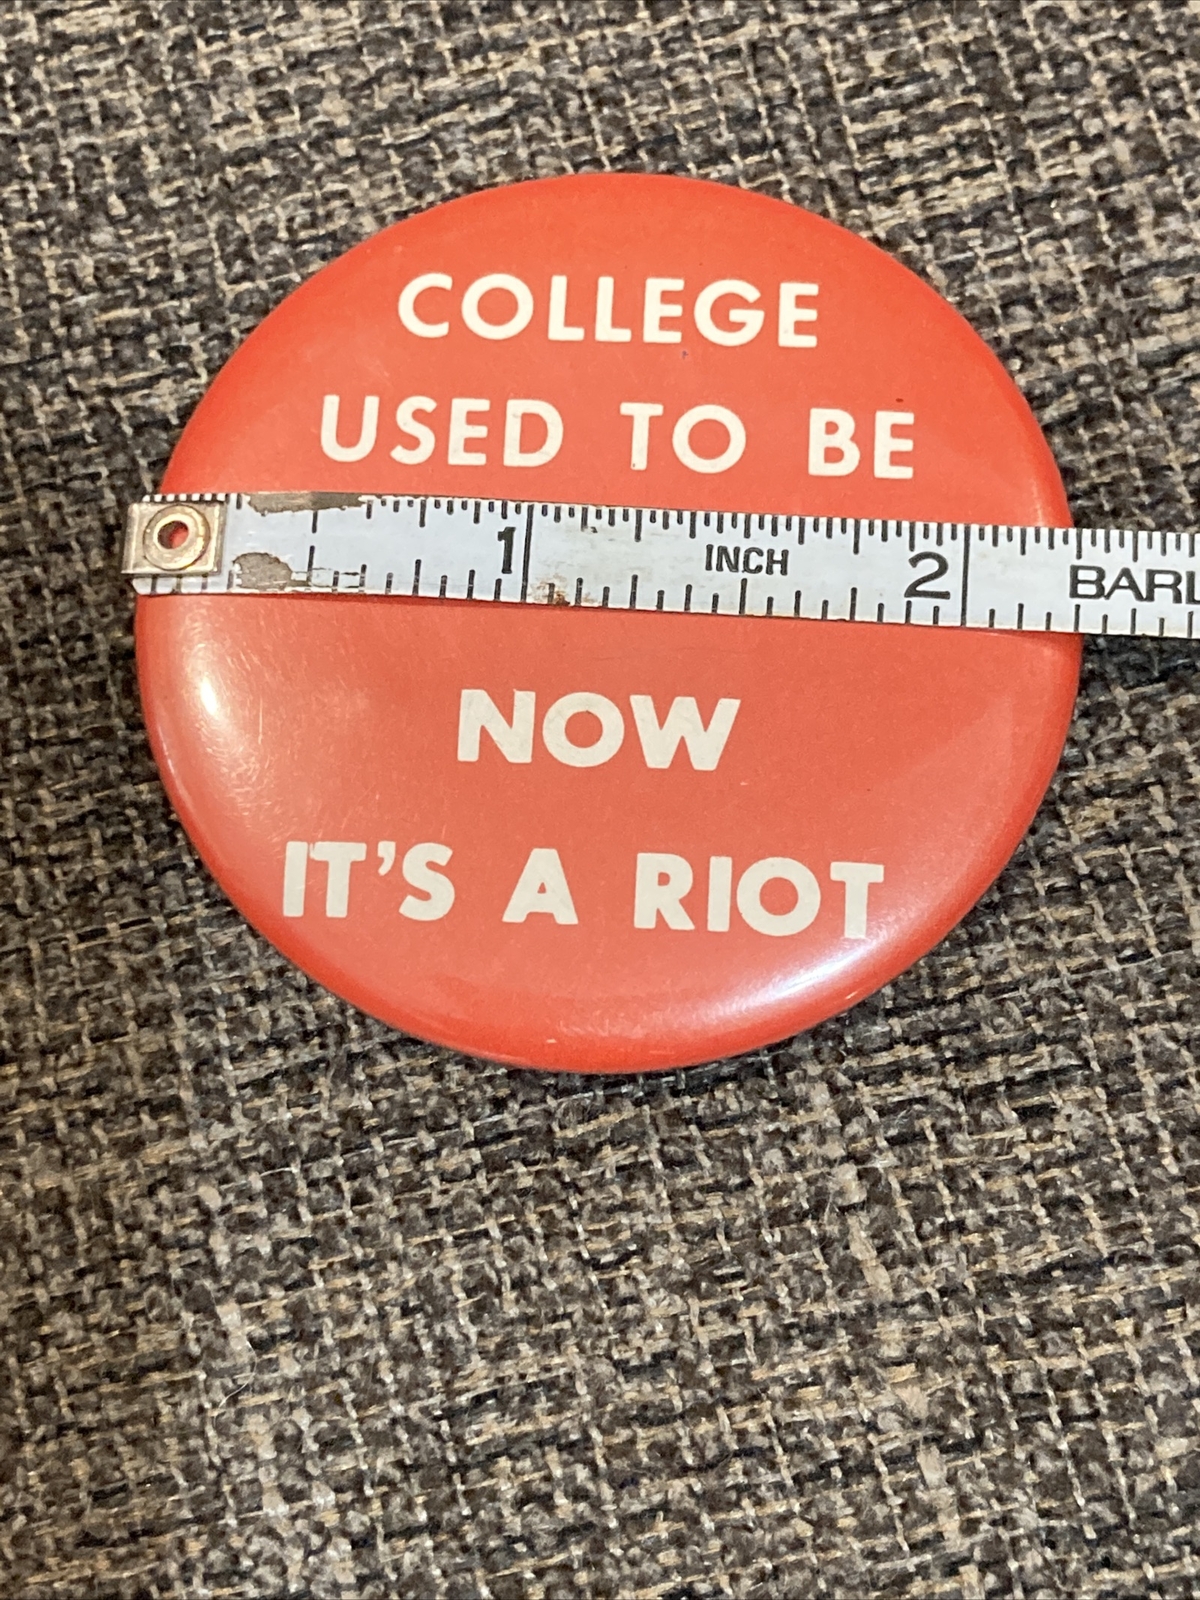 COLLEGE
USED TO BE
1 INCH 2 BARL
NOW
IT'S A RIOT